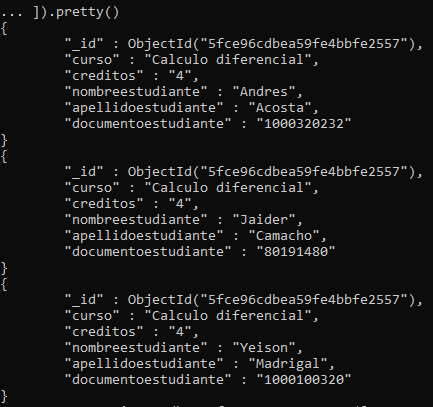 ... ]).pretty()
{
        "_id" : ObjectId("5fce96cdbea59fe4bbfe2557"),
        "curso" : "Calculo diferencial",
        "creditos" : "4",
        "nombreestudiante" : "Andres",
        "apellidoestudiante" : "Acosta",
        "documentoestudiante" : "1000320232"
}
{
        "_id" : ObjectId("5fce96cdbea59fe4bbfe2557"),
        "curso" : "Calculo diferencial",
        "creditos" : "4",
        "nombreestudiante" : "Jaider",
        "apellidoestudiante" : "Camacho",
        "documentoestudiante" : "80191480"
}
{
        "_id" : ObjectId("5fce96cdbea59fe4bbfe2557"),
        "curso" : "Calculo diferencial",
        "creditos" : "4",
        "nombreestudiante" : "Yeison",
        "apellidoestudiante" : "Madrigal",
        "documentoestudiante" : "1000100320"
}